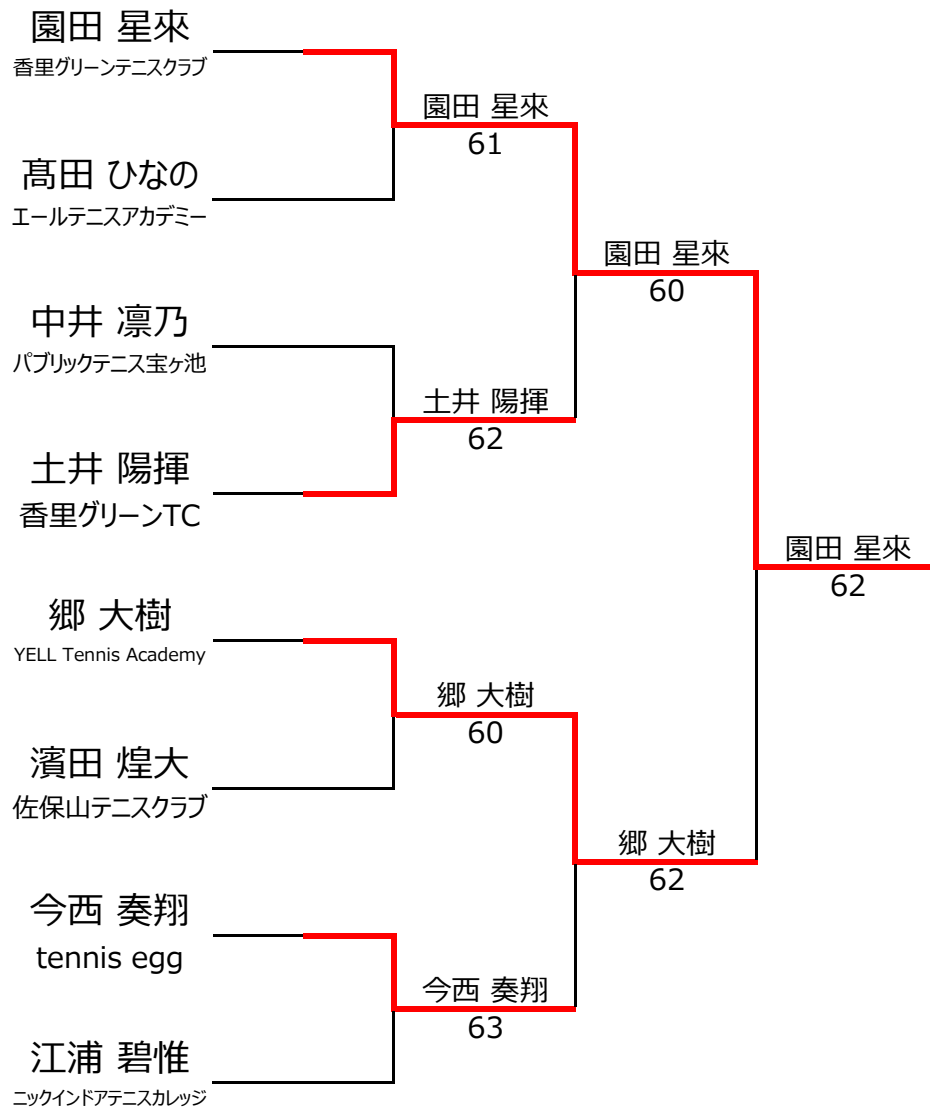 園田 星來
香里グリーンテニスクラブ
園田 星來
61
髙田 ひなの
エールテニスアカデミー
園田 星來
60
中井 凛乃
パブリックテニス宝ヶ池
土井 陽揮
62
土井 陽揮
香里グリーンTC
園田 星來
62
郷 大樹
YELL Tennis Academy
郷 大樹
60
濱田 煌大
佐保山テニスクラブ
郷 大樹
62
今西 奏翔
tennis egg
今西 奏翔
63
江浦 碧惟
ニックインドアテニスカレッジ